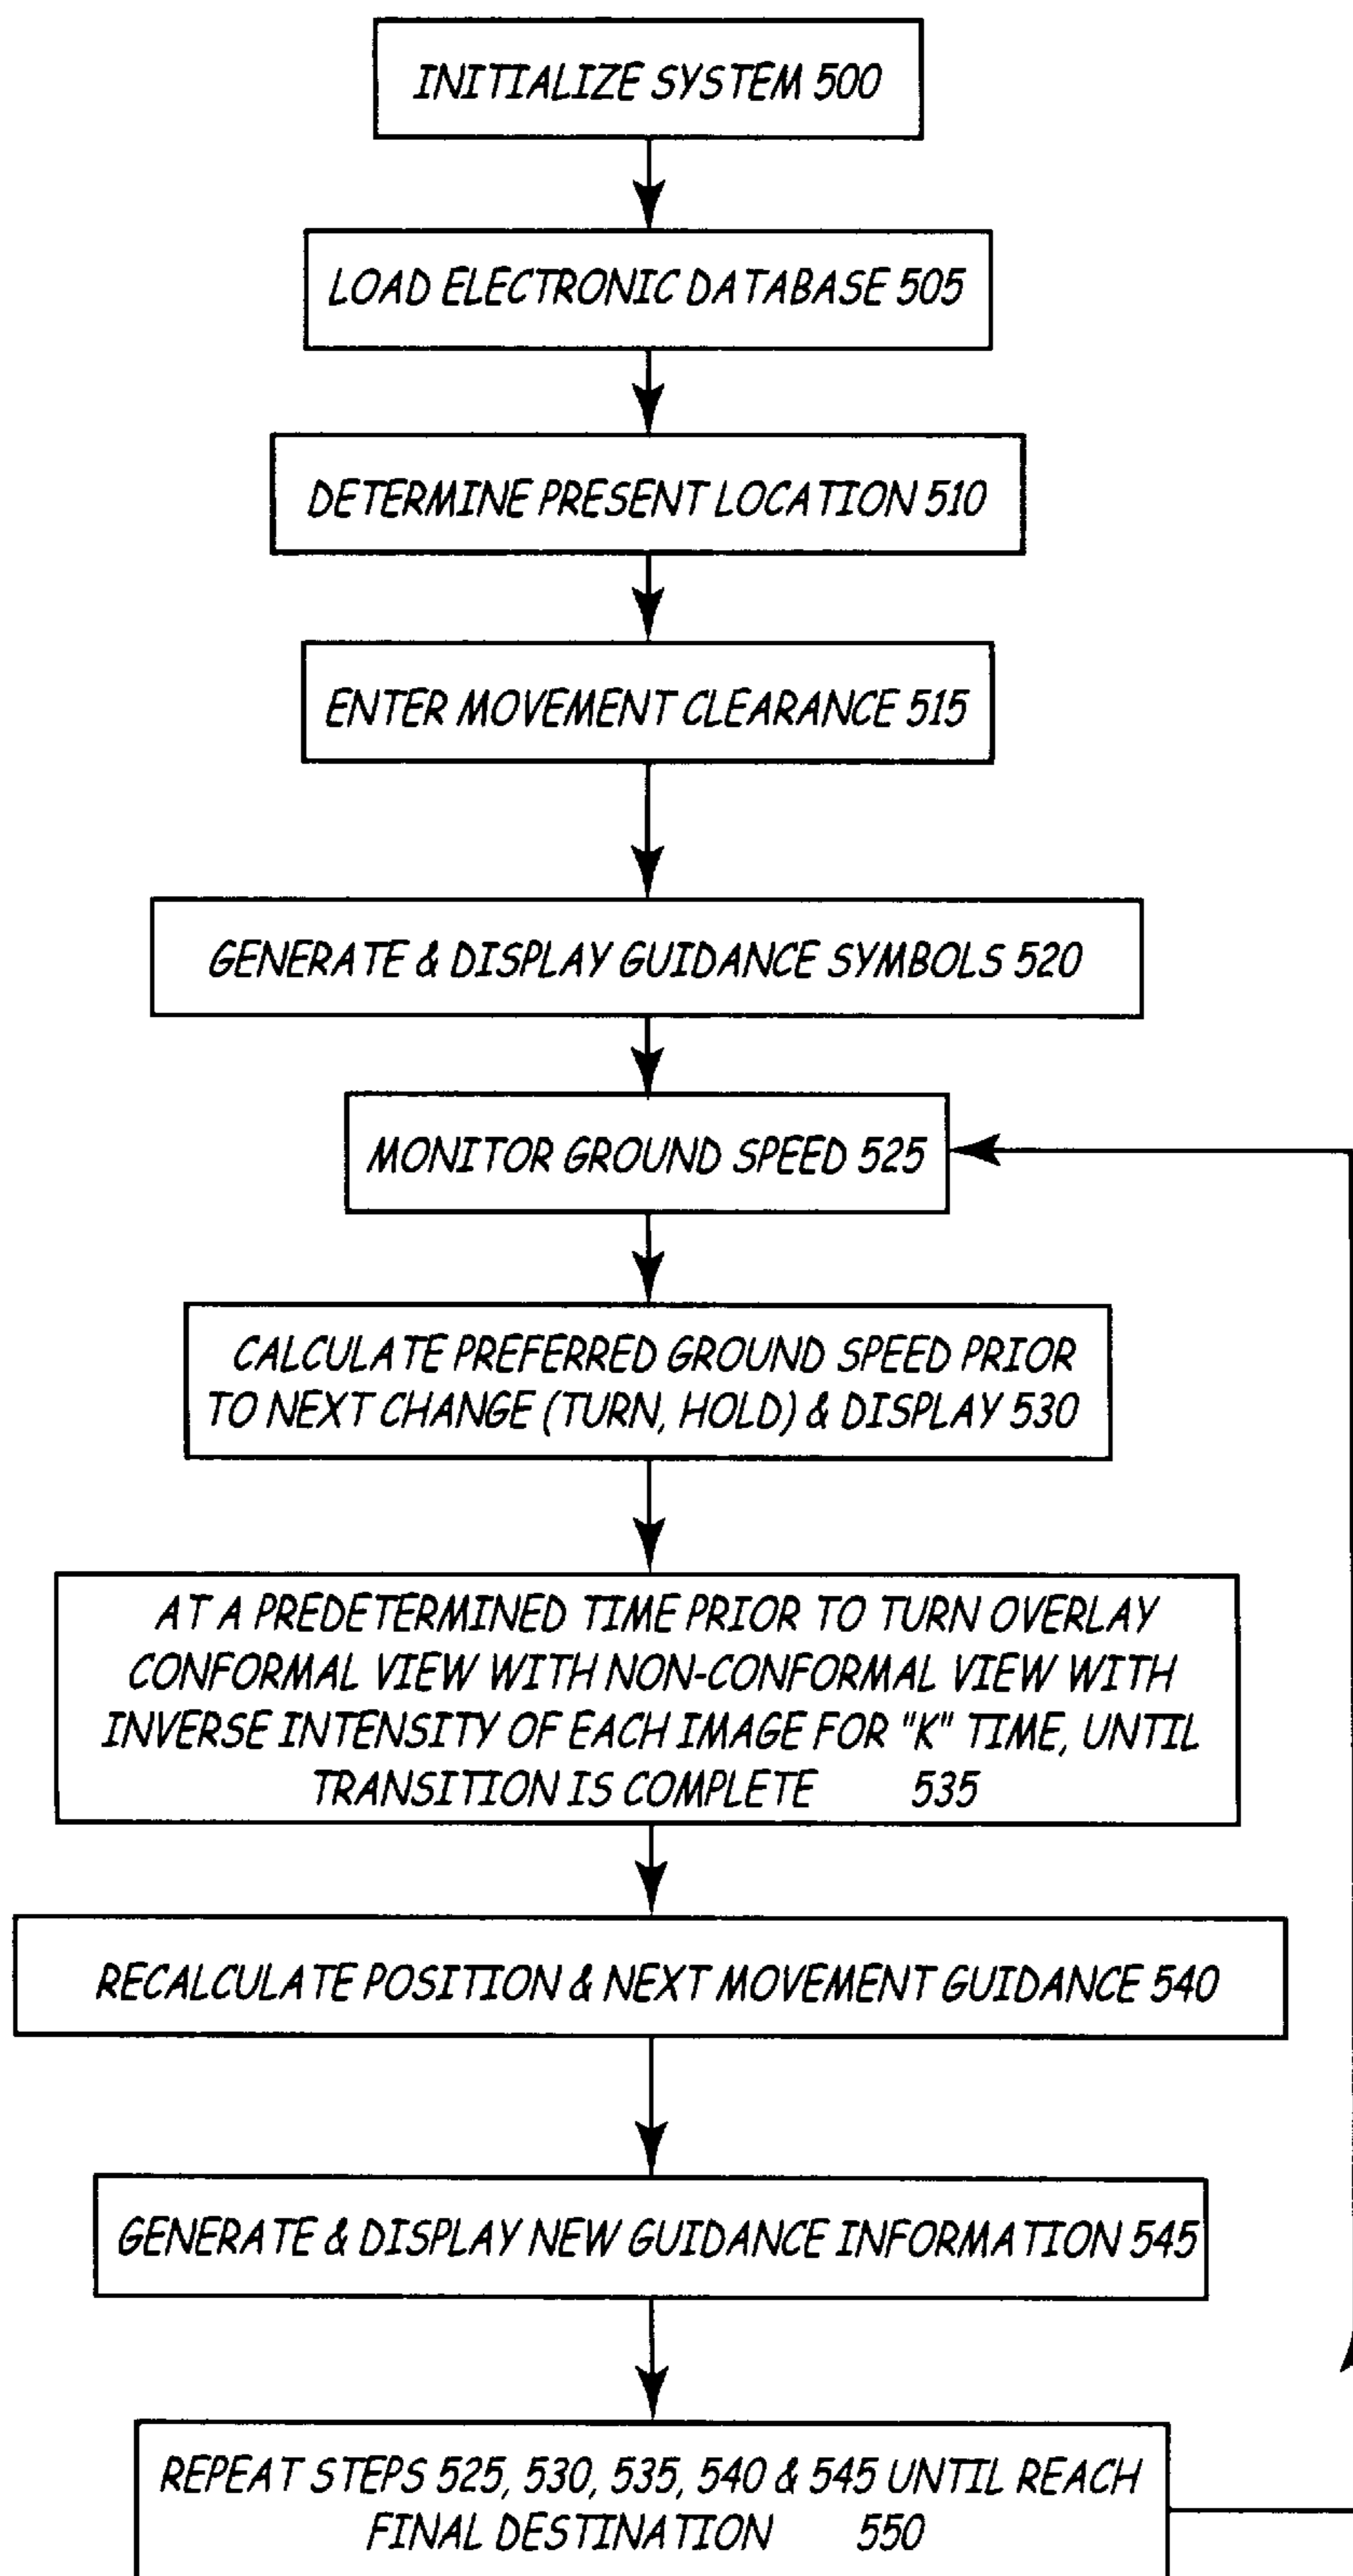 INITIALIZE SYSTEM 500
LOAD ELECTRONIC DATABASE 505
DETERMINE PRESENT LOCATION 510
ENTER MOVEMENT CLEARANCE 515
GENERATE & DISPLAY GUIDANCE SYMBOLS 520
MONITOR GROUND SPEED 525
CALCULATE PREFERRED GROUND SPEED PRIOR
TO NEXT CHANGE (TURN, HOLD) & DISPLAY 530
AT A PREDETERMINED TIME PRIOR TO TURN OVERLAY
CONFORMAL VIEW WITH NON-CONFORMAL VIEW WITH
INVERSE INTENSITY OF EACH IMAGE FOR "K" TIME, UNTIL
TRANSITION IS COMPLETE 535
RECALCULATE POSITION & NEXT MOVEMENT GUIDANCE 540
GENERATE & DISPLAY NEW GUIDANCE INFORMATION 545
REPEAT STEPS 525, 530, 535, 540 & 545 UNTIL REACH
FINAL DESTINATION 550